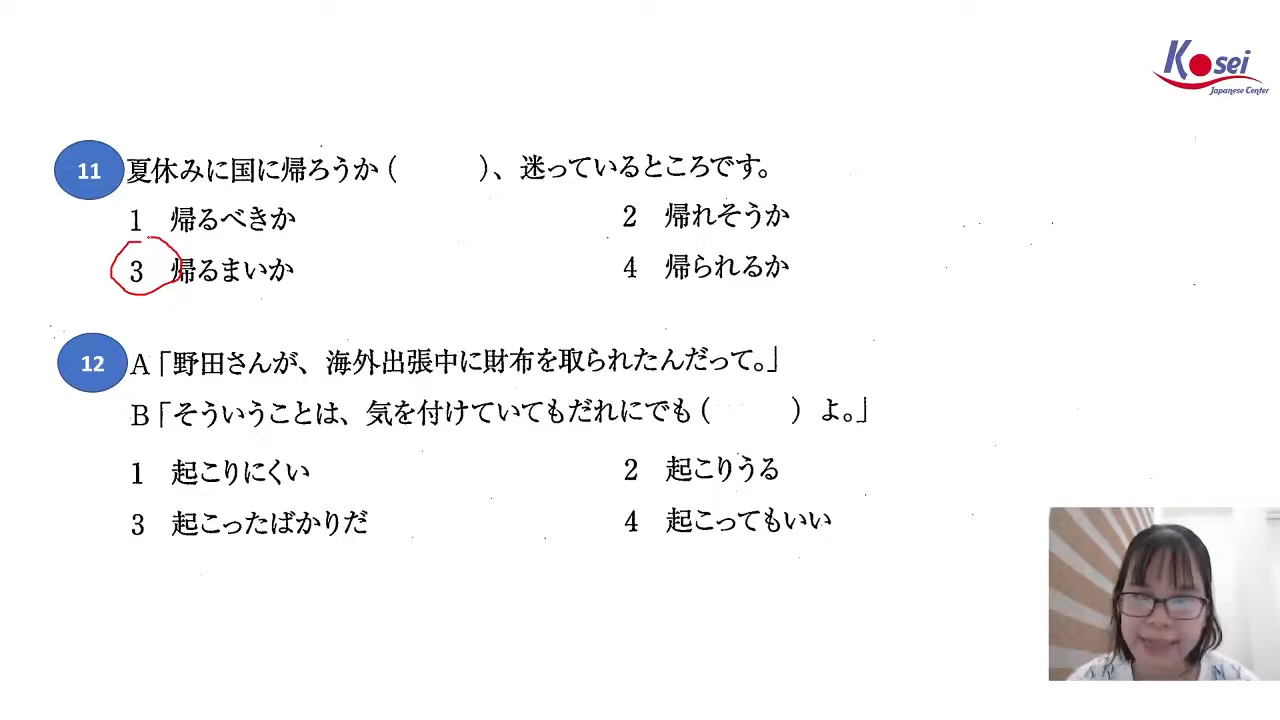 Kosei
Japanese Center
11 夏休みに国に帰ろうか（　　　）、迷っているところです。
1 帰るべきか 2 帰れそうか
3 帰るまいか 4 帰られるか
12 A「野田さんが、海外出張中に財布を取られたんだって。」
B「そういうことは、気を付けていてもだれにでも（　　　）よ。」
1 起こりにくい 2 起こりうる
3 起こったばかりだ 4 起こってもいい